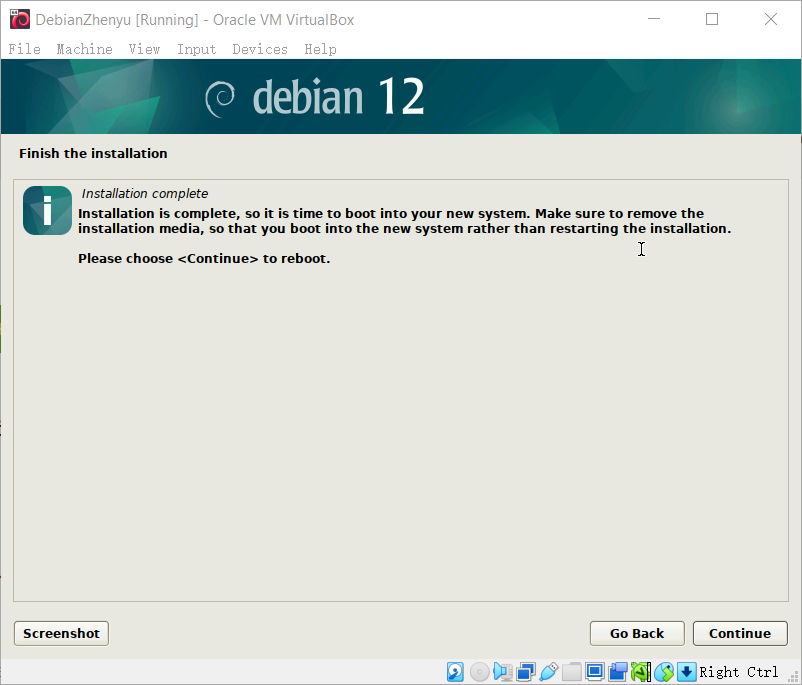 DebianZhenyu [Running] - Oracle VM VirtualBox
File Machine View Input Devices Help
debian 12
Finish the installation
Installation complete
Installation is complete, so it is time to boot into your new system. Make sure to remove the
installation media, so that you boot into the new system rather than restarting the installation.
Please choose <Continue> to reboot.
Screenshot Go Back Continue
Right Ctrl